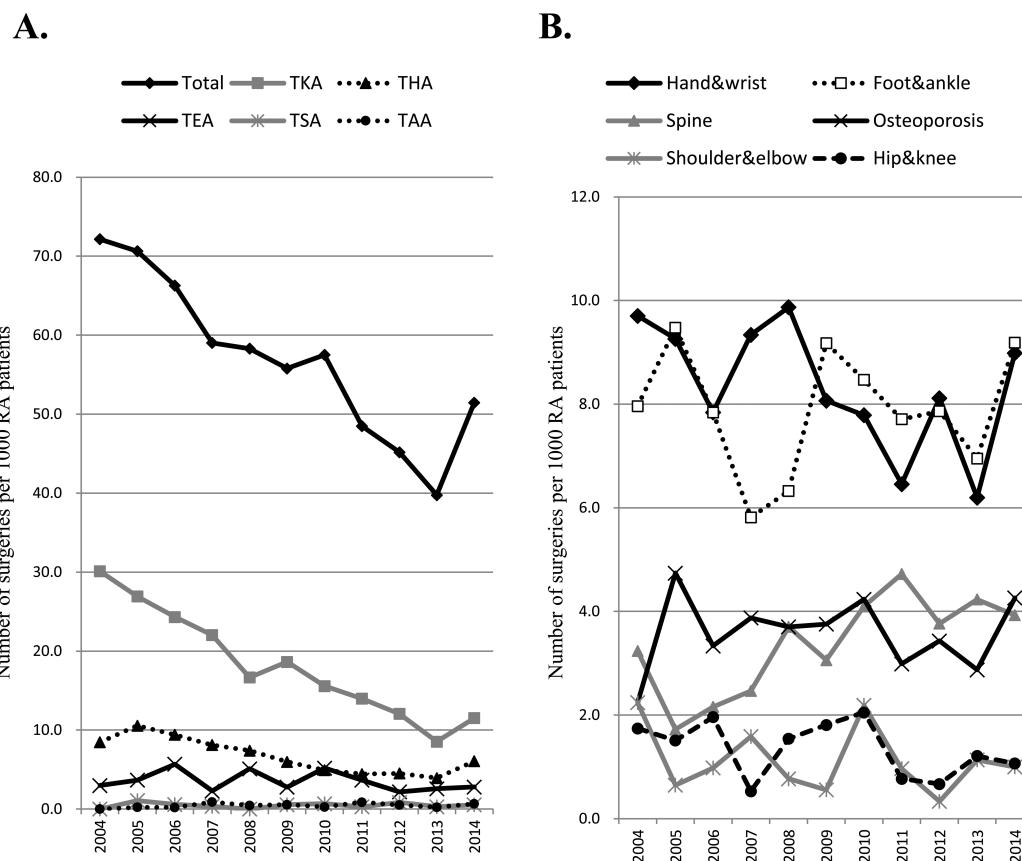 A.
Total TKA THA
TEA TSA TAA
80.0
70.0
60.0
50.0
40.0
30.0
20.0
10.0
0.0
Number of surgeries per 1000 RA patients
2004 2005 2006 2007 2008 2009 2010 2011 2012 2013 2014
B.
Hand&wrist Foot&ankle
Spine Osteoporosis
Shoulder&elbow Hip&knee
12.0
10.0
8.0
6.0
4.0
2.0
0.0
Number of surgeries per 1000 RA patients
2004 2005 2006 2007 2008 2009 2010 2011 2012 2013 2014